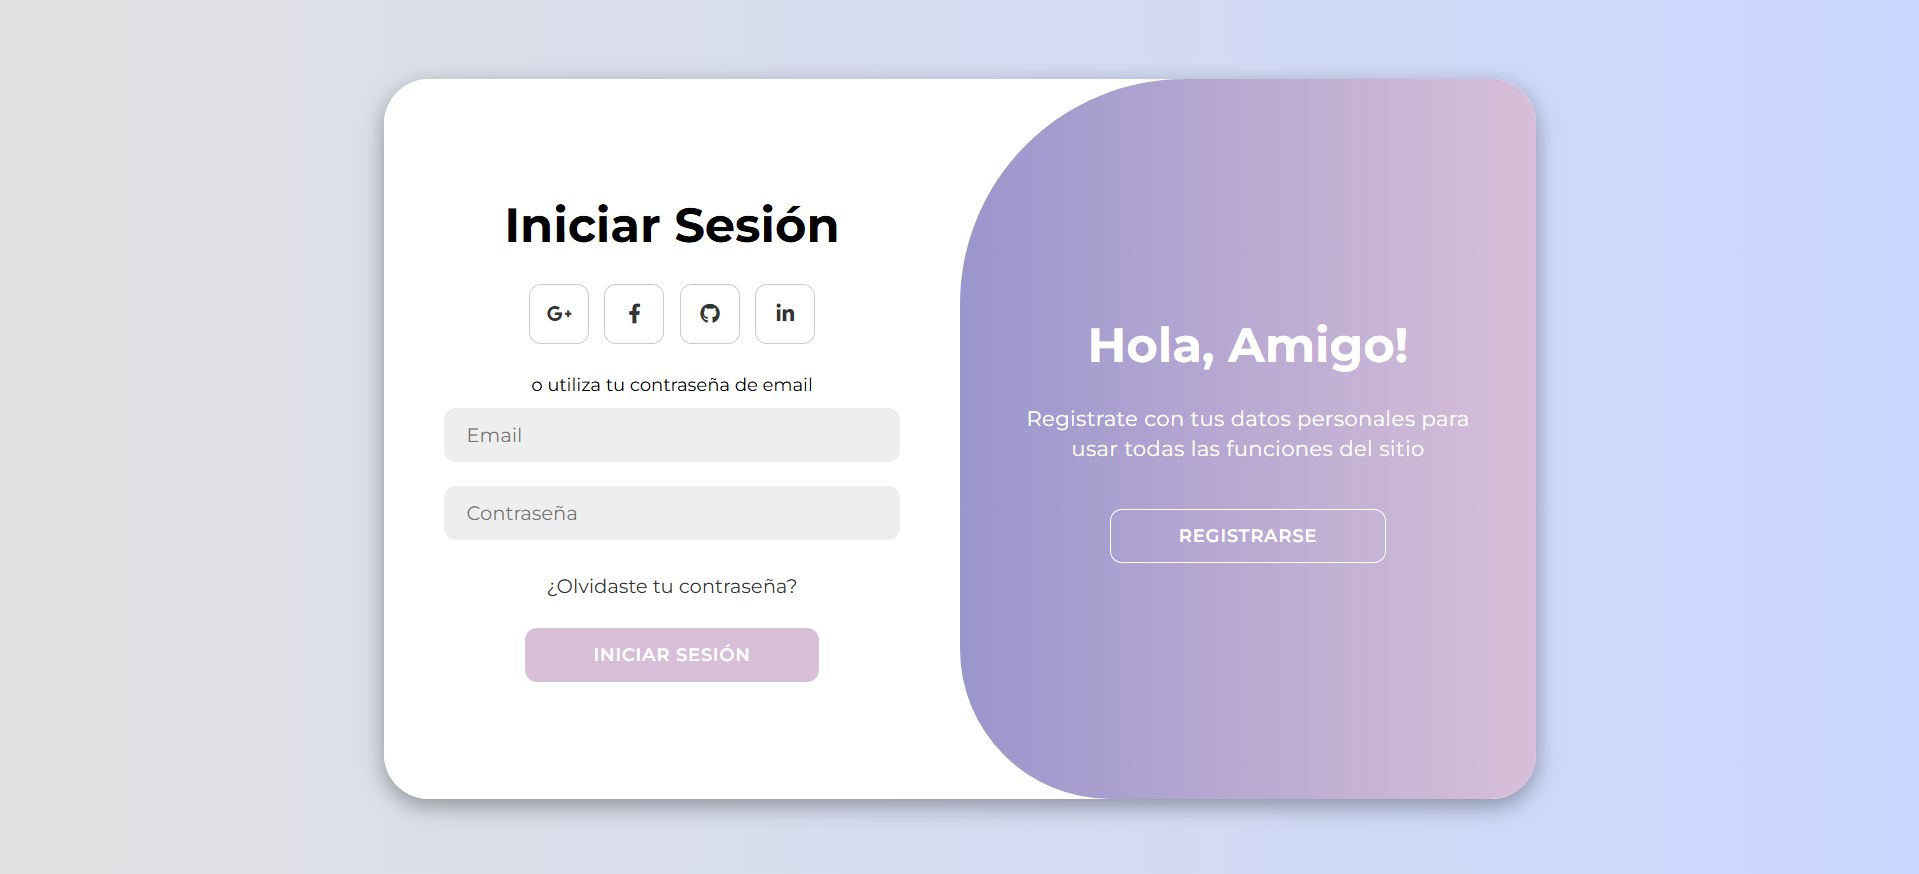 Iniciar Sesión
G+
f
in
o utiliza tu contraseña de email
Email
Contraseña
¿Olvidaste tu contraseña?
INICIAR SESIÓN
Hola, Amigo!
Registrate con tus datos personales para
usar todas las funciones del sitio
REGISTRARSE